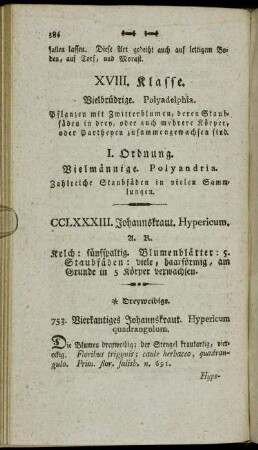 384
fallen lassen. Diese Art gedeiht auch auf lettigem Bo-
den, auf Torf, und Morast.
XVIII. Klasse.
Vielbrüdrige. Polyadelphia.
Pflanzen mit Zwitterblumen, deren Staub-
fäden in drey, oder auch mehrere Körper,
oder Partheyen zusammengewachsen sind.
I. Ordnung.
Vielmännige. Polyandria.
Zahlreiche Staubfäden in vielen Samm-
lungen.
CCLXXXIII. Johannskraut. Hypericum.
A. K.
Kelch: fünfspaltig. Blumenblätter: 5.
Staubfäden: viele, haarförmig, am
Grunde in 5 Körper verwachsen.
* Dreyweibige.
753. Vierkantiges Johannskraut. Hypericum
quadrangulum.
Die Blumen dreyweibig; der Stengel krautartig, vier-
eckig. Floribus trigynis; caule herbaceo, quadran-
gulo. Prim. flor. salisb. n. 691.
Hype-